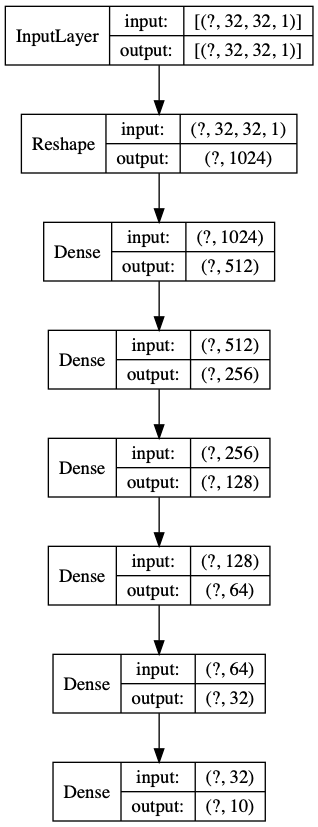 InputLayer
input: [(?, 32, 32, 1)]
output: [(?, 32, 32, 1)]
Reshape
input: (?, 32, 32, 1)
output: (?, 1024)
Dense
input: (?, 1024)
output: (?, 512)
Dense
input: (?, 512)
output: (?, 256)
Dense
input: (?, 256)
output: (?, 128)
Dense
input: (?, 128)
output: (?, 64)
Dense
input: (?, 64)
output: (?, 32)
Dense
input: (?, 32)
output: (?, 10)